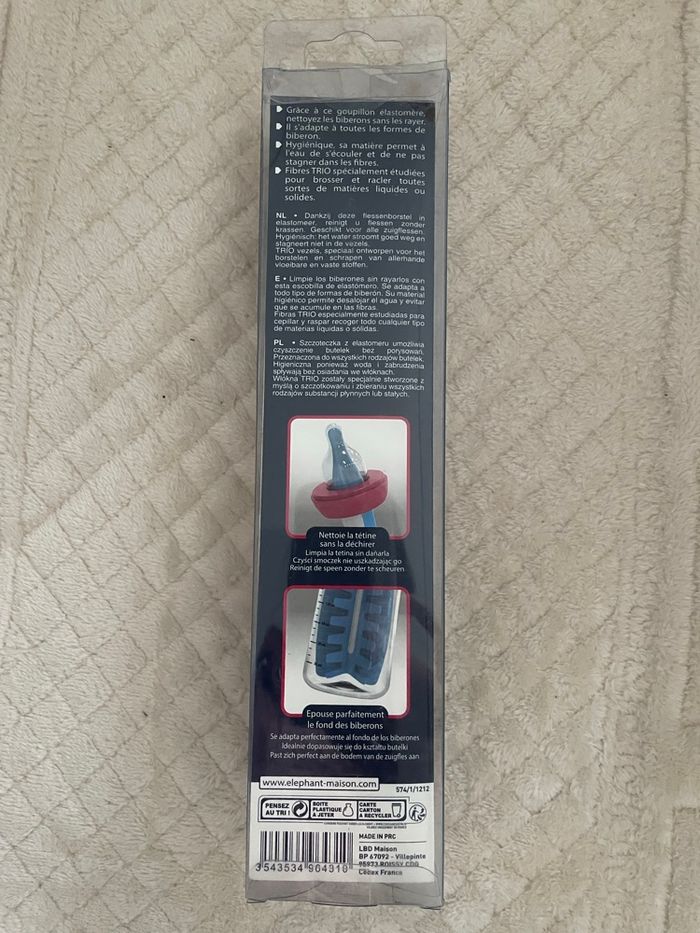 Grâce à ce goupillon élastomère,
nettoyez les biberons sans les rayer.
Il s'adapte à toutes les formes de
biberon.
Hygiénique, sa matière permet à
l'eau de s'écouler et de ne pas
stagner dans les fibres.
Fibres TRIO spécialement étudiées
pour brosser et racler toutes
sortes de matières liquides ou
solides.
NL • Dankzij deze flessenborstel in
elastomeer, reinigt u flessen zonder
krassen. Geschikt voor alle zuigflessen.
Hygiënisch: het water stroomt goed weg en
stagneert niet in de vezels.
TRIO vezels, speciaal ontworpen voor het
borstelen en schrapen van allerhande
vloeibare en vaste stoffen.
E • Limpie los biberones sin rayarlos con
esta escobilla de elastómero. Se adapta a
todo tipo de formas de biberón. Su material
higiénico permite desalojar el agua y evitar
que se acumule en las fibras.
Fibras TRIO especialmente estudiadas para
cepillar y raspar recoger todo cualquier tipo
de materias líquidas o sólidas.
PL • Szczoteczka z elastomeru umożliwia
czyszczenie butelek bez porysowań.
Przeznaczona do wszystkich rodzajów butelek.
Higieniczna ponieważ woda i zabrudzenia
spływają bez osiadania we włóknach.
Włókna TRIO zostały specjalnie stworzone z
myślą o szczotkowaniu i zbieraniu wszystkich
rodzajów substancji płynnych lub stałych.
Nettoie la tétine
sans la déchirer
Limpia la tetina sin dañarla
Czyści smoczek nie uszkadzając go
Reinigt de speen zonder te scheuren
Epouse parfaitement
le fond des biberons
Se adapta perfectamente al fondo de los biberones
Idealnie dopasowuje się do kształtu butelki
Past zich perfect aan de bodem van de zuigfles aan
www.elephant-maison.com
574/1/1212
PENSEZ
AU TRI !
BOITE
PLASTIQUE
A JETER
CARTE
CARTON
A RECYCLER
MADE IN PRC
LBD Maison
BP 67092 - Villepinte
95973 ROISSY CDG
Cedex France
3 543534 964910